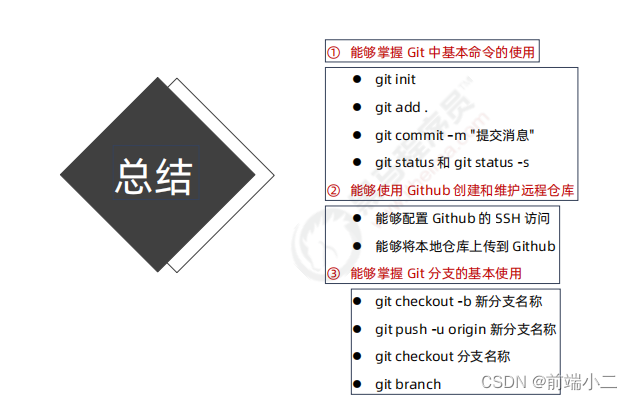 总结
① 能够掌握 Git 中基本命令的使用
● git init
● git add .
● git commit -m "提交消息"
● git status 和 git status -s
② 能够使用 Github 创建和维护远程仓库
● 能够配置 Github 的 SSH 访问
● 能够将本地仓库上传到 Github
③ 能够掌握 Git 分支的基本使用
● git checkout -b 新分支名称
● git push -u origin 新分支名称
● git checkout 分支名称
● git branch
CSDN @前端小二